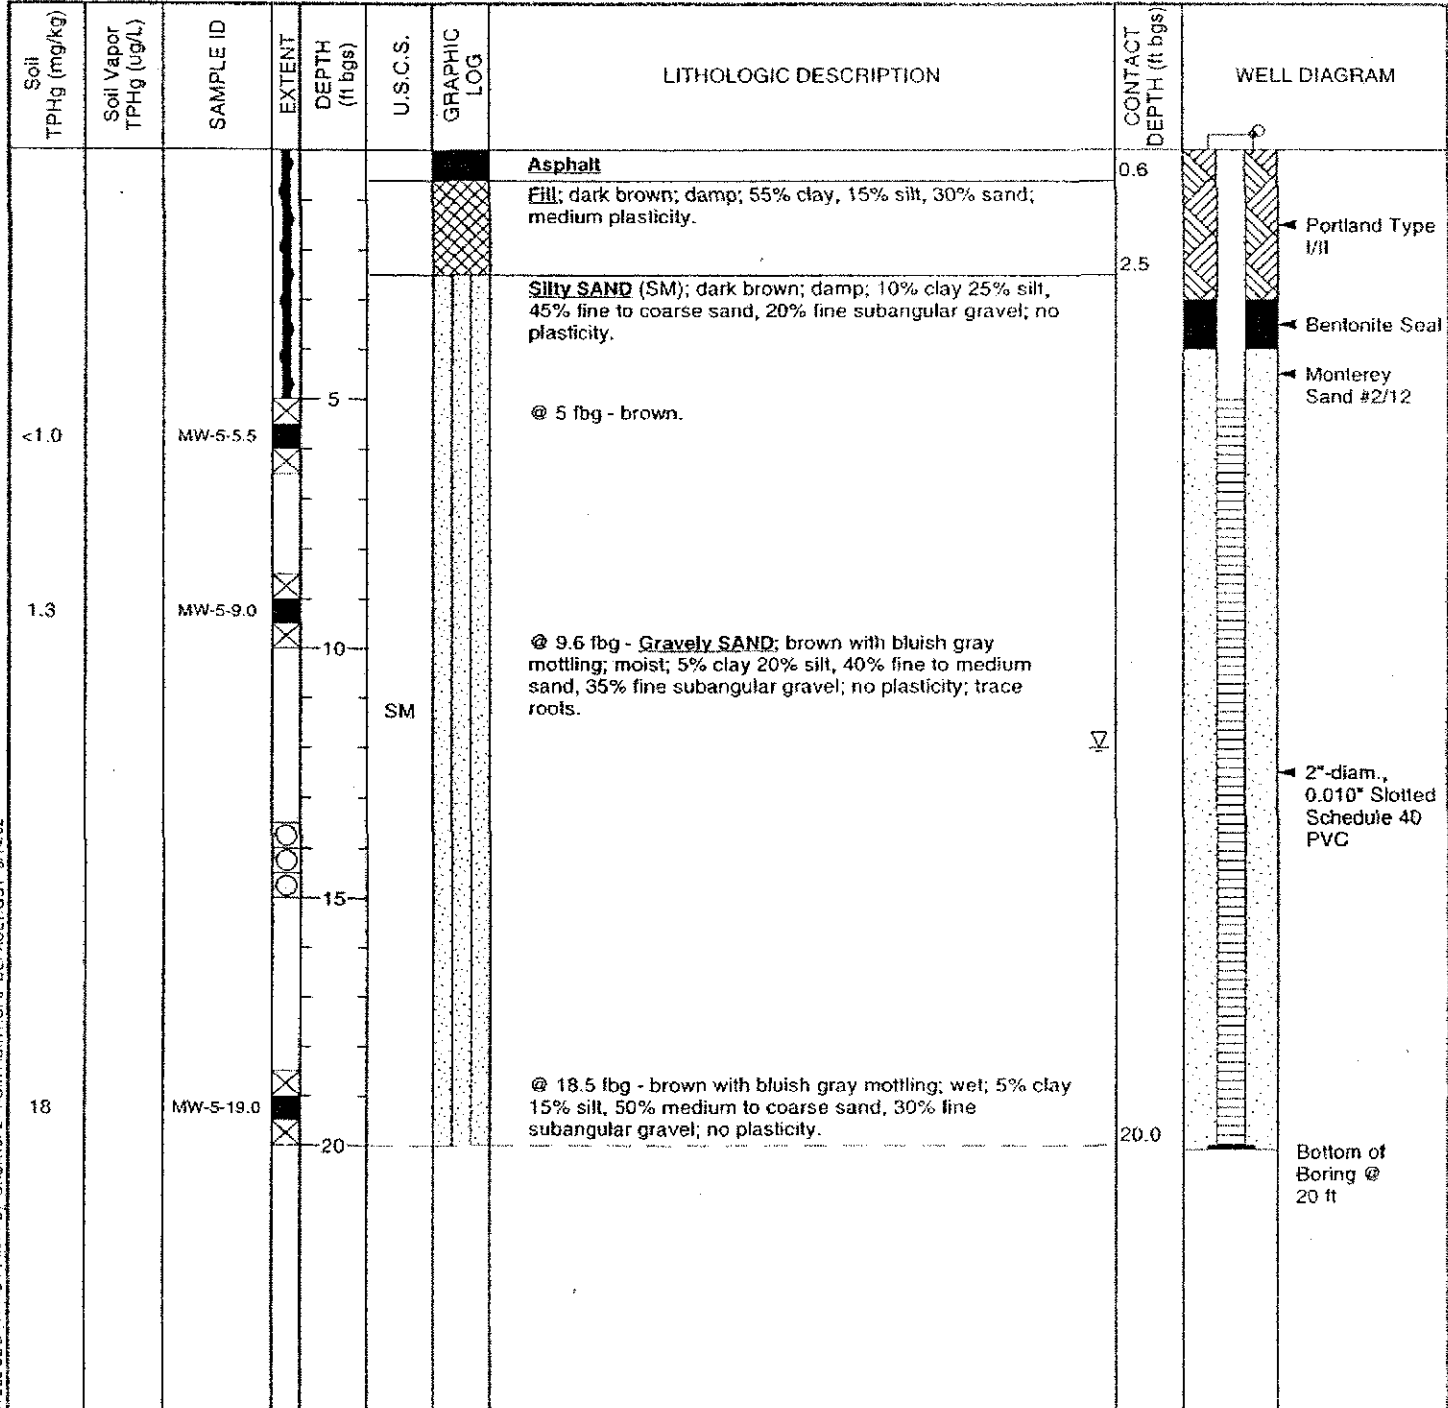 Soil
TPHg (mg/kg)
Soil Vapor
TPHg (ug/L)
SAMPLE ID
EXTENT
DEPTH
(ft bgs)
U.S.C.S.
GRAPHIC
LOG
LITHOLOGIC DESCRIPTION
CONTACT
DEPTH (ft bgs)
WELL DIAGRAM
Asphalt
0.6
Fill; dark brown; damp; 55% clay, 15% silt, 30% sand;
medium plasticity.
Portland Type
I/II
2.5
Silty SAND (SM); dark brown; damp; 10% clay 25% silt,
45% fine to coarse sand, 20% fine subangular gravel; no
plasticity.
Bentonite Seal
Monterey
Sand #2/12
5
@ 5 fbg - brown.
<1.0
MW-5-5.5
1.3
MW-5-9.0
10
@ 9.6 fbg - Gravely SAND; brown with bluish gray
mottling; moist; 5% clay 20% silt, 40% fine to medium
sand, 35% fine subangular gravel; no plasticity; trace
roots.
SM
2"-diam.,
0.010" Slotted
Schedule 40
PVC
15
@ 18.5 fbg - brown with bluish gray mottling; wet; 5% clay
15% silt, 50% medium to coarse sand, 30% fine
subangular gravel; no plasticity.
18
MW-5-19.0
20
20.0
Bottom of
Boring @
20 ft